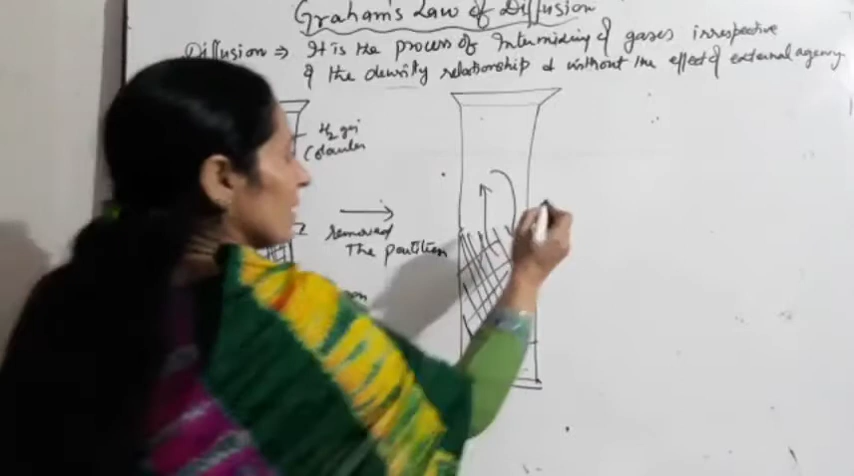 Graham's Law of Diffusion
Diffusion ⇒ It is the process of Intermixing of gases irrespective
of the density relationship & without the effect of external agency
H2 gas
Colourless
removed
The partition